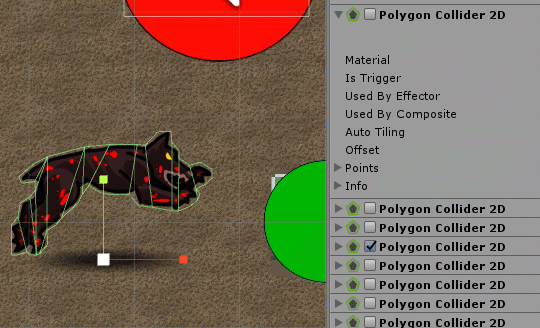 Polygon Collider 2D
Material
Is Trigger
Used By Effector
Used By Composite
Auto Tiling
Offset
Points
Info
Polygon Collider 2D
Polygon Collider 2D
Polygon Collider 2D
Polygon Collider 2D
Polygon Collider 2D
Polygon Collider 2D
Polygon Collider 2D